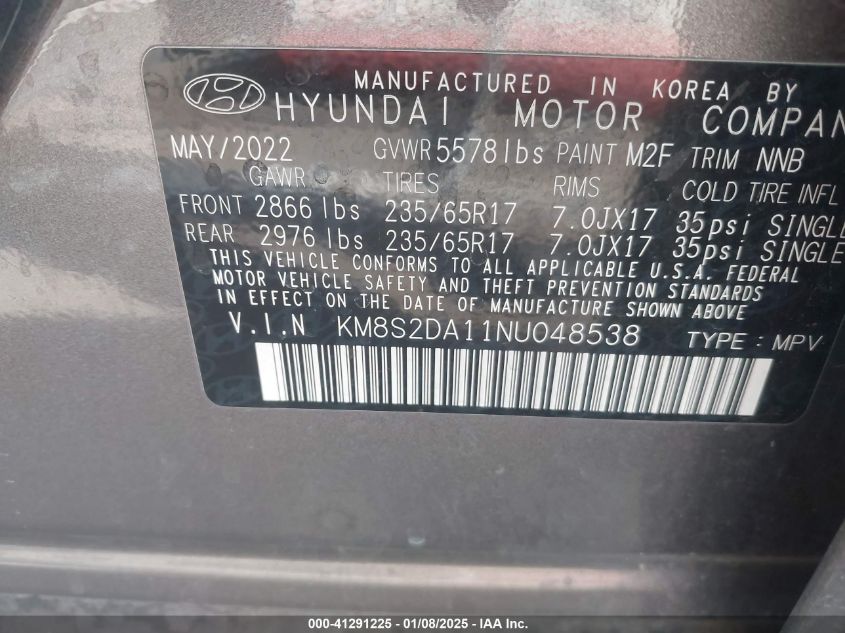 MANUFACTURED IN KOREA BY
HYUNDAI MOTOR COMPAN
MAY/2022 GVWR 5578lbs PAINT M2F TRIM NNB
GAWR TIRES RIMS COLD TIRE INFL
FRONT 2866 lbs 235/65R17 7.0JX17 35psi SINGLE
REAR 2976 lbs 235/65R17 7.0JX17 35psi SINGLE
THIS VEHICLE CONFORMS TO ALL APPLICABLE U.S.A. FEDERAL
MOTOR VEHICLE SAFETY AND THEFT PREVENTION STANDARDS
IN EFFECT ON THE DATE OF MANUFACTURE SHOWN ABOVE
V.I.N KM8S2DA11NU048538 TYPE : MPV
000-41291225 - 01/08/2025 - IAA Inc.